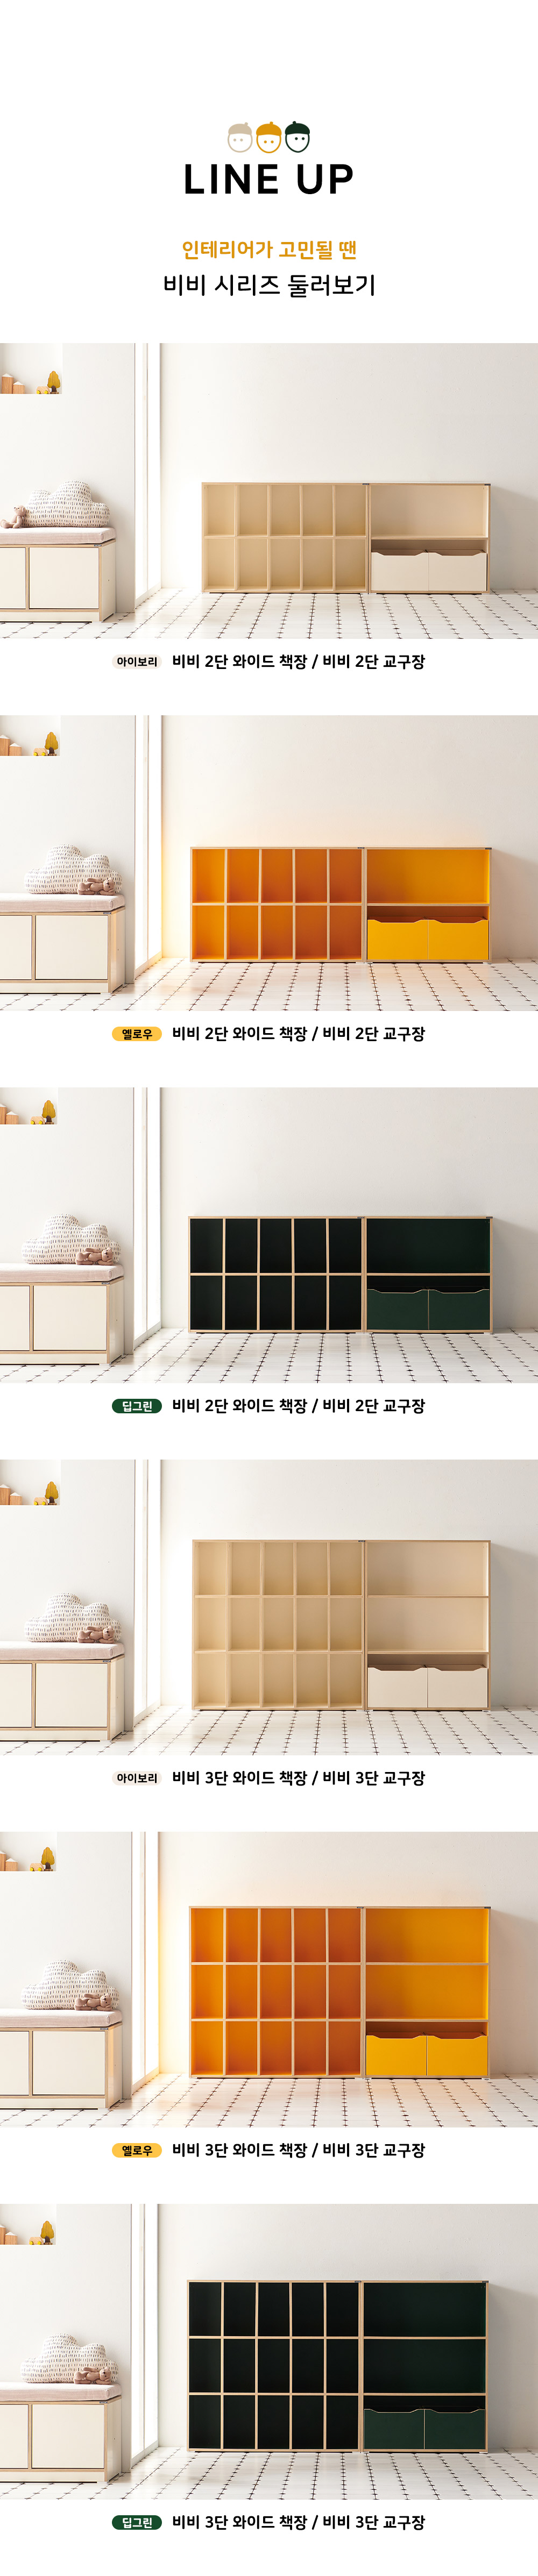 LINE UP
인테리어가 고민될 땐
비비 시리즈 둘러보기
아이보리 비비 2단 와이드 책장 / 비비 2단 교구장
옐로우 비비 2단 와이드 책장 / 비비 2단 교구장
딥그린 비비 2단 와이드 책장 / 비비 2단 교구장
아이보리 비비 3단 와이드 책장 / 비비 3단 교구장
옐로우 비비 3단 와이드 책장 / 비비 3단 교구장
딥그린 비비 3단 와이드 책장 / 비비 3단 교구장